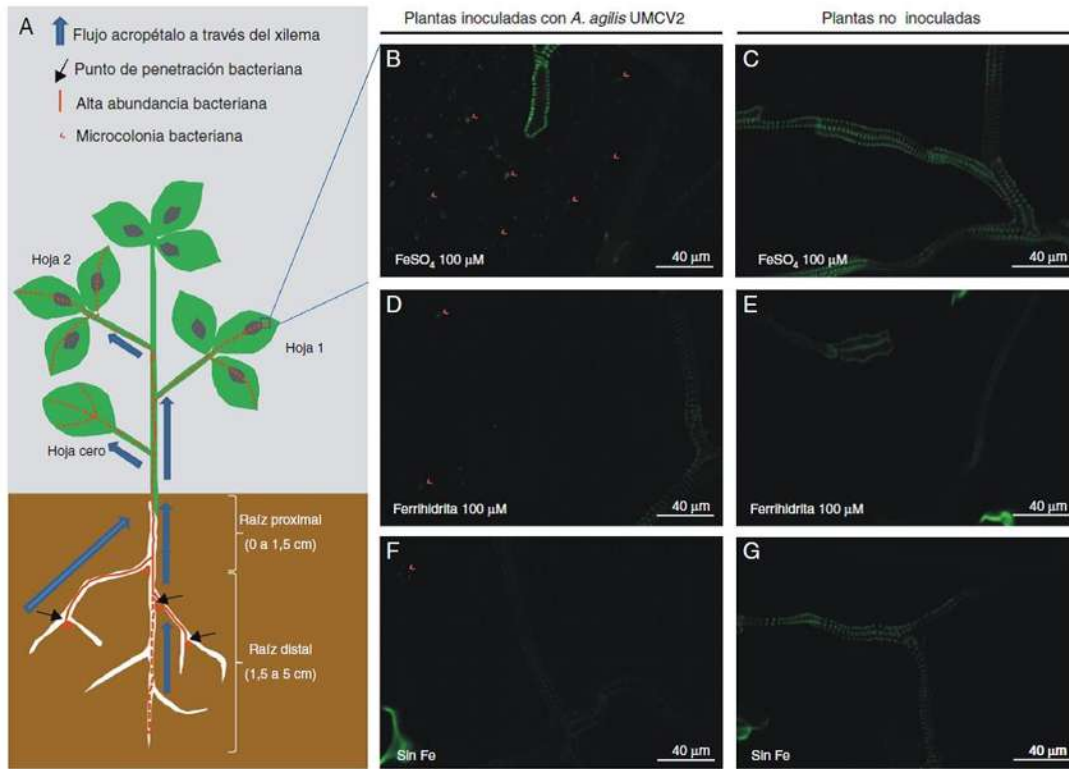 A
Flujo acropétalo a través del xilema
Punto de penetración bacteriana
Alta abundancia bacteriana
Microcolonia bacteriana
Hoja 2
Hoja 1
Hoja cero
Raíz proximal
(0 a 1,5 cm)
Raíz distal
(1,5 a 5 cm)
Plantas inoculadas con A. agilis UMCV2
Plantas no inoculadas
B
FeSO₄ 100 μM
40 μm
C
FeSO₄ 100 μM
40 μm
D
Ferrihidrita 100 μM
40 μm
E
Ferrihidrita 100 μM
40 μm
F
Sin Fe
40 μm
G
Sin Fe
40 μm